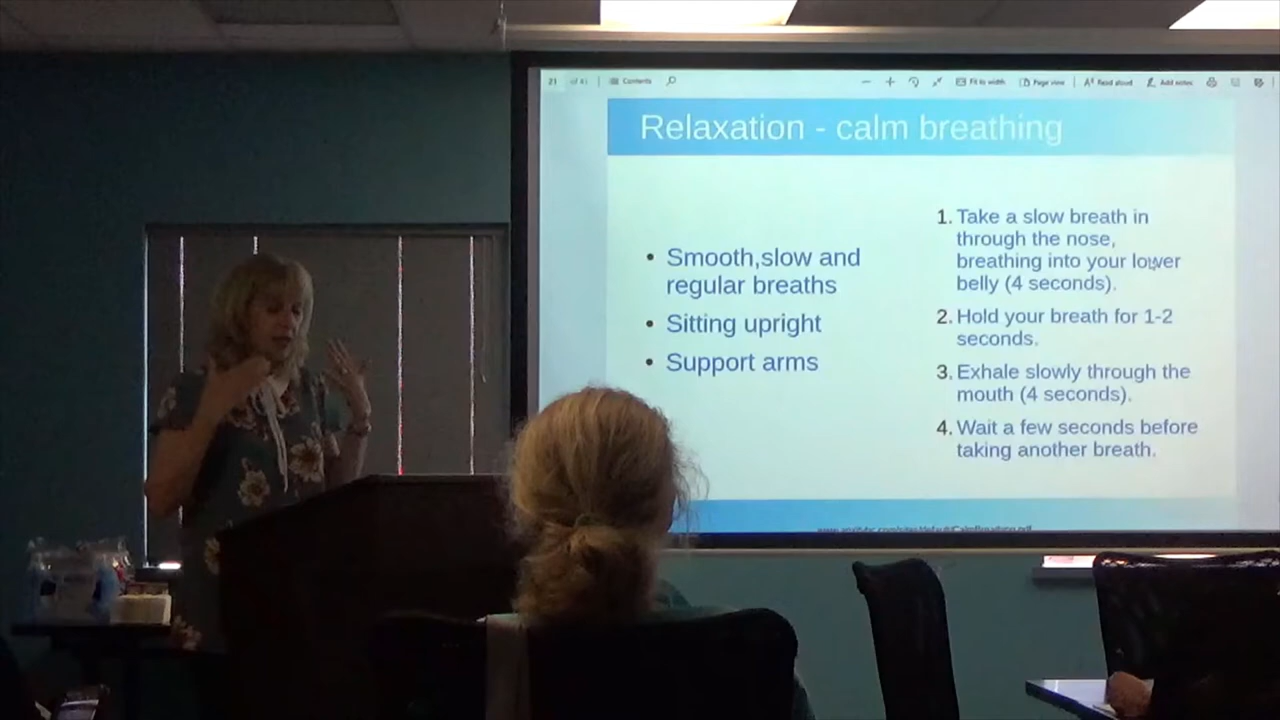 21 of 41 Contents Fit to width Page view Read aloud Add notes
Relaxation - calm breathing
• Smooth,slow and
regular breaths
• Sitting upright
• Support arms
1. Take a slow breath in
through the nose,
breathing into your lower
belly (4 seconds).
2. Hold your breath for 1-2
seconds.
3. Exhale slowly through the
mouth (4 seconds).
4. Wait a few seconds before
taking another breath.